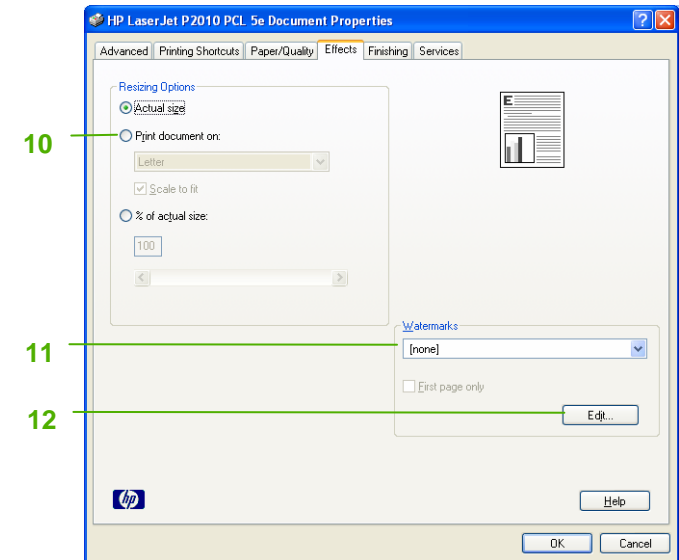 HP LaserJet P2010 PCL 5e Document Properties
Advanced Printing Shortcuts Paper/Quality Effects Finishing Services
Resizing Options
Actual size
10 Print document on:
Letter
Scale to fit
% of actual size:
100
E
Watermarks
11 [none]
First page only
12 Edit...
hp
Help
OK Cancel